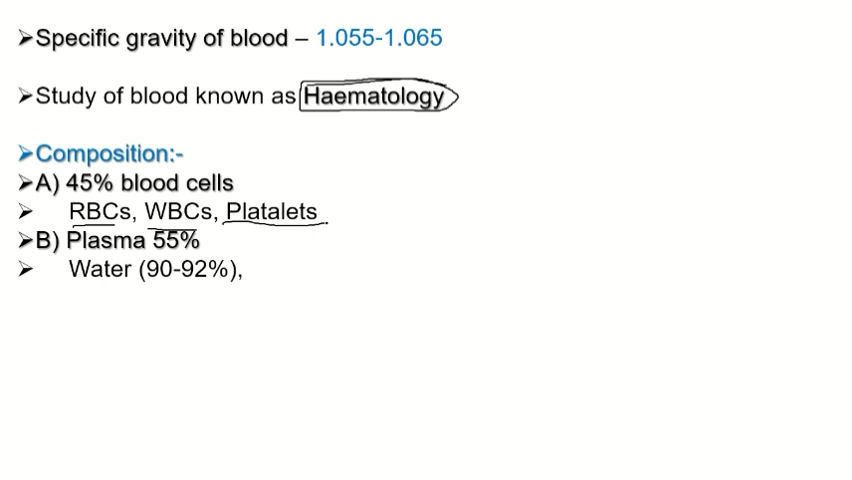 ➢Specific gravity of blood – 1.055-1.065
➢Study of blood known as Haematology
➢Composition:-
➢A) 45% blood cells
➢ RBCs, WBCs, Platalets
➢B) Plasma 55%
➢ Water (90-92%),